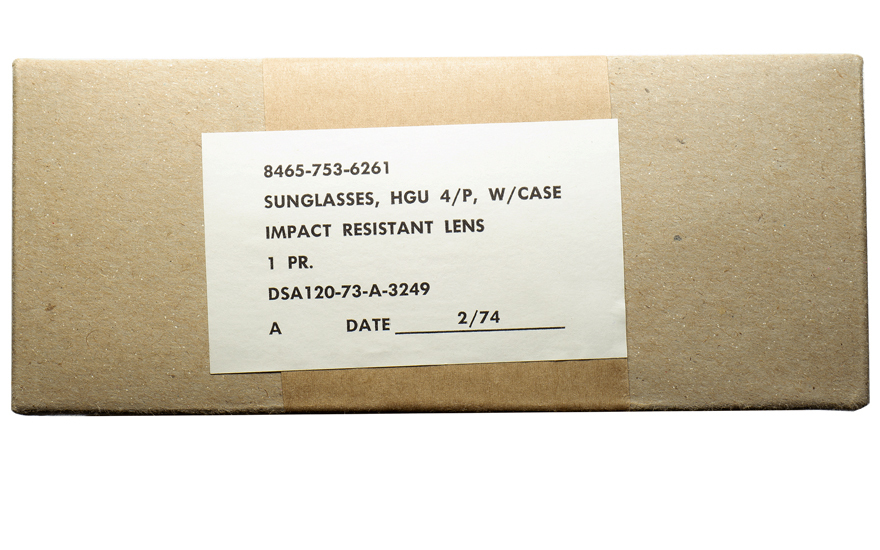 8465-753-6261
SUNGLASSES, HGU 4/P, W/CASE
IMPACT RESISTANT LENS
1 PR.
DSA120-73-A-3249
A DATE 2/74